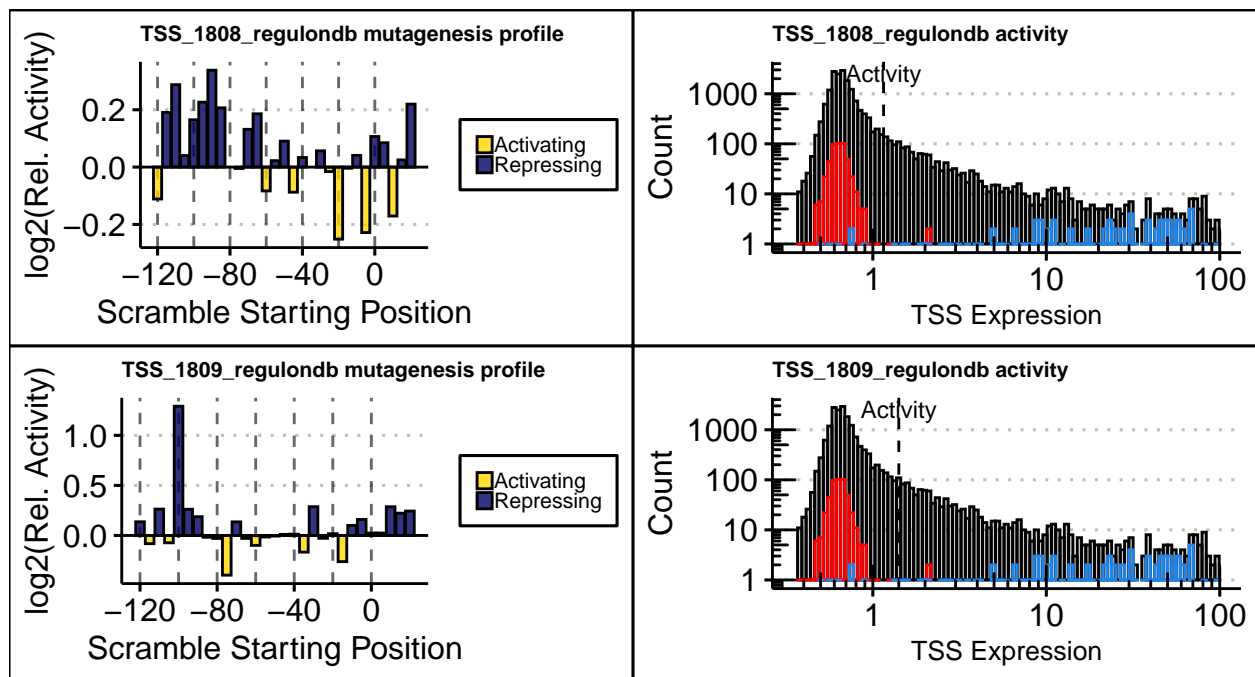 TSS_1808_regulondb mutagenesis profile
log2(Rel. Activity)
0.2
0.0
−0.2
−120
−80
−40
0
Scramble Starting Position
Activating
Repressing
TSS_1808_regulondb activity
Activity
Count
1000
100
10
1
1
10
100
TSS Expression
TSS_1809_regulondb mutagenesis profile
log2(Rel. Activity)
1.0
0.5
0.0
−120
−80
−40
0
Scramble Starting Position
Activating
Repressing
TSS_1809_regulondb activity
Activity
Count
1000
100
10
1
1
10
100
TSS Expression